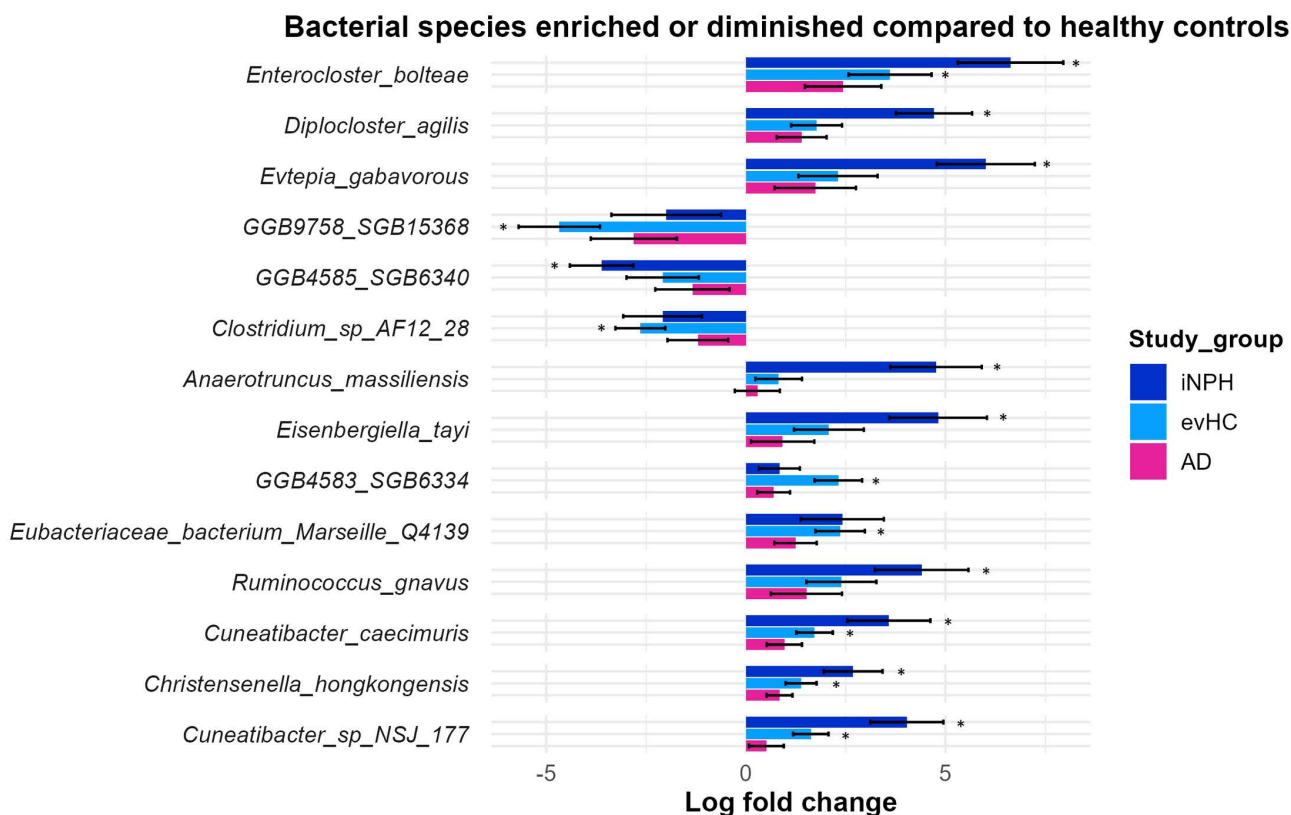 Bacterial species enriched or diminished compared to healthy controls
Enterocloster_bolteae
*
*
Diplocloster_agilis
*
Evtepia_gabavorous
*
GGB9758_SGB15368
*
GGB4585_SGB6340
*
Clostridium_sp_AF12_28
*
Anaerotruncus_massiliensis
*
Eisenbergiella_tayi
*
GGB4583_SGB6334
*
Eubacteriaceae_bacterium_Marseille_Q4139
*
Ruminococcus_gnavus
*
Cuneatibacter_caecimuris
*
*
Christensenella_hongkongensis
*
*
Cuneatibacter_sp_NSJ_177
*
*
-5 0 5
Log fold change
Study_group
iNPH
evHC
AD